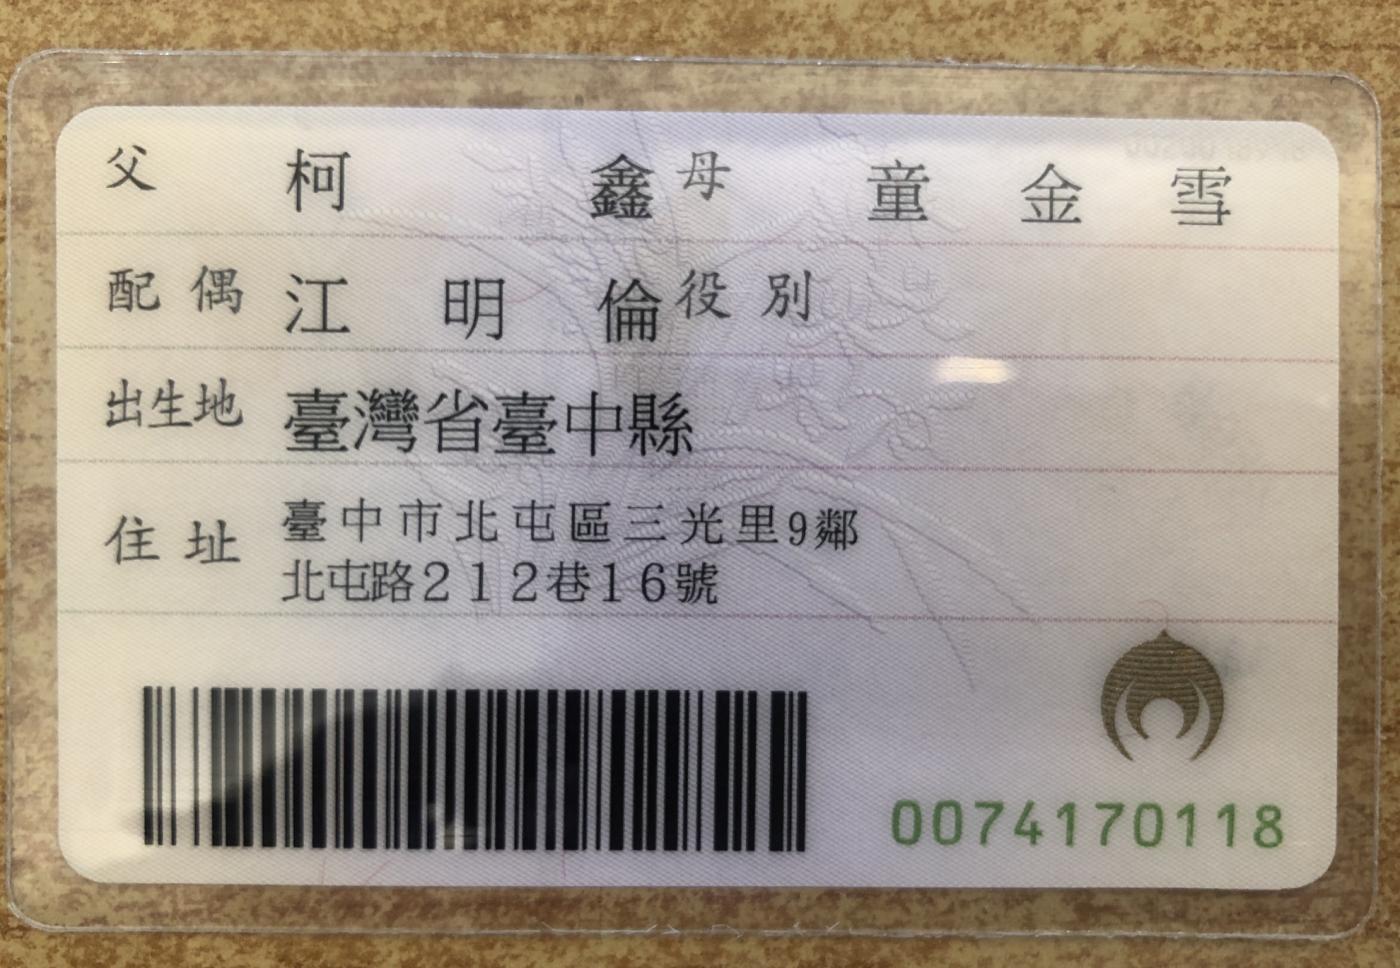 父 柯鑫 母 童金雪
配偶 江明倫 役別
出生地 臺灣省臺中縣
住址 臺中市北屯區三光里9鄰
北屯路212巷16號
0074170118